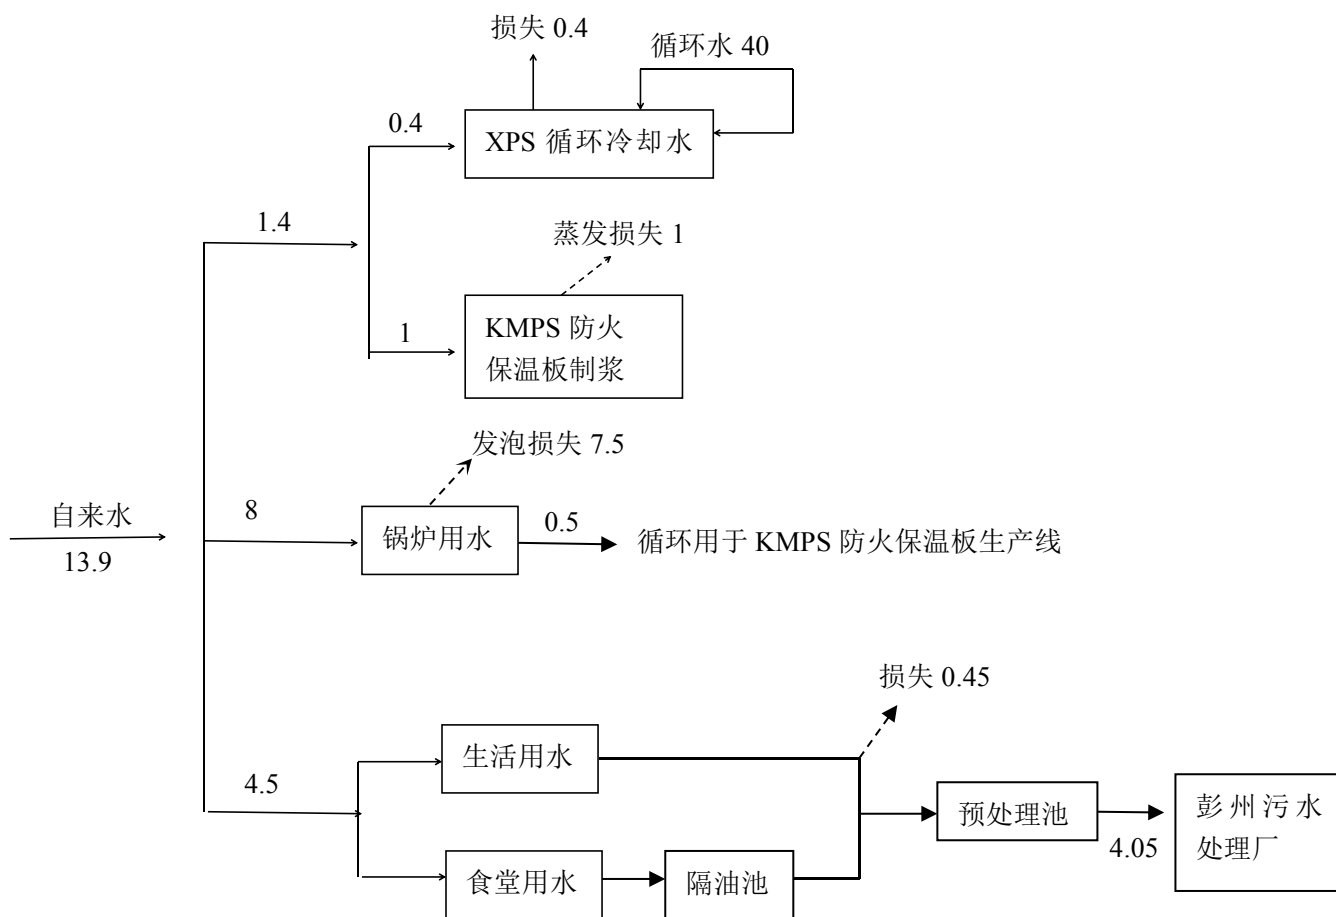 损失 0.4
循环水 40
0.4
XPS 循环冷却水
1.4
蒸发损失 1
1
KMPS 防火
保温板制浆
发泡损失 7.5
自来水
13.9
8
锅炉用水
0.5
循环用于 KMPS 防火保温板生产线
损失 0.45
4.5
生活用水
预处理池
4.05
彭州污水
处理厂
食堂用水
隔油池